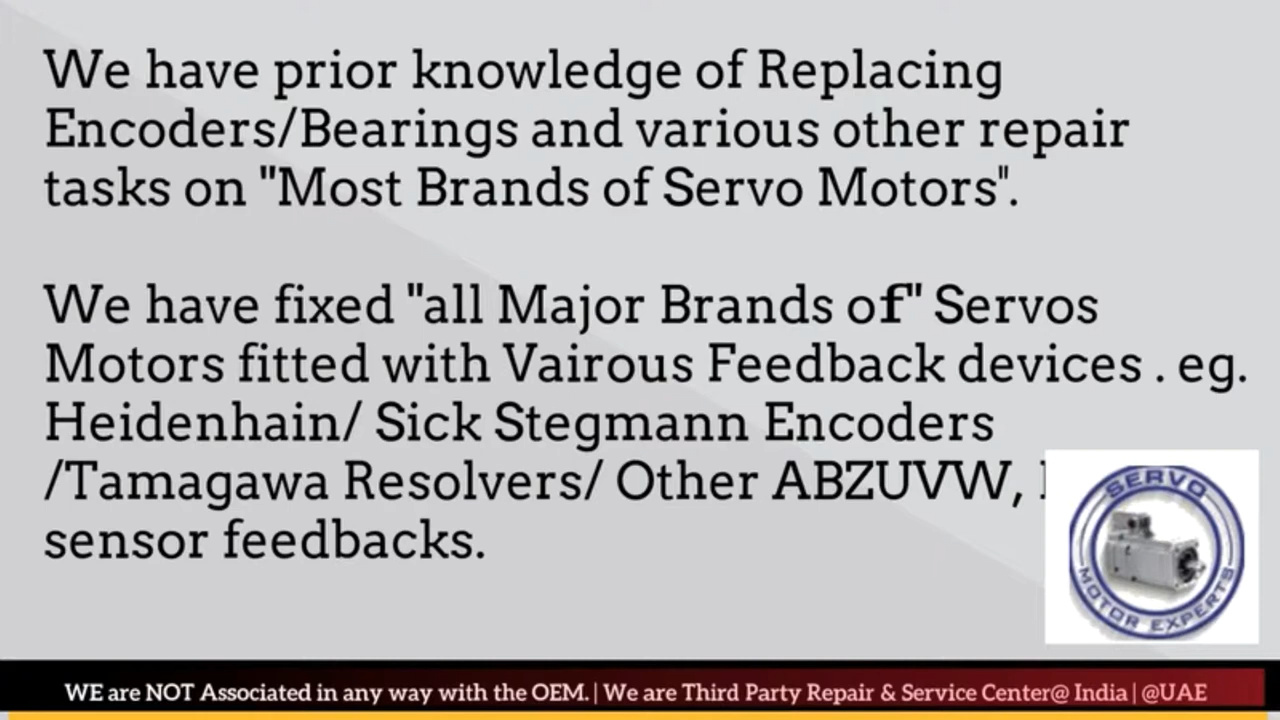 We have prior knowledge of Replacing
Encoders/Bearings and various other repair
tasks on "Most Brands of Servo Motors".
We have fixed "all Major Brands of" Servos
Motors fitted with Vairous Feedback devices . eg.
Heidenhain/ Sick Stegmann Encoders
/Tamagawa Resolvers/ Other ABZUVW,
sensor feedbacks.
SERVO
MOTOR EXPERTS
WE are NOT Associated in any way with the OEM. | We are Third Party Repair & Service Center@ India | @UAE